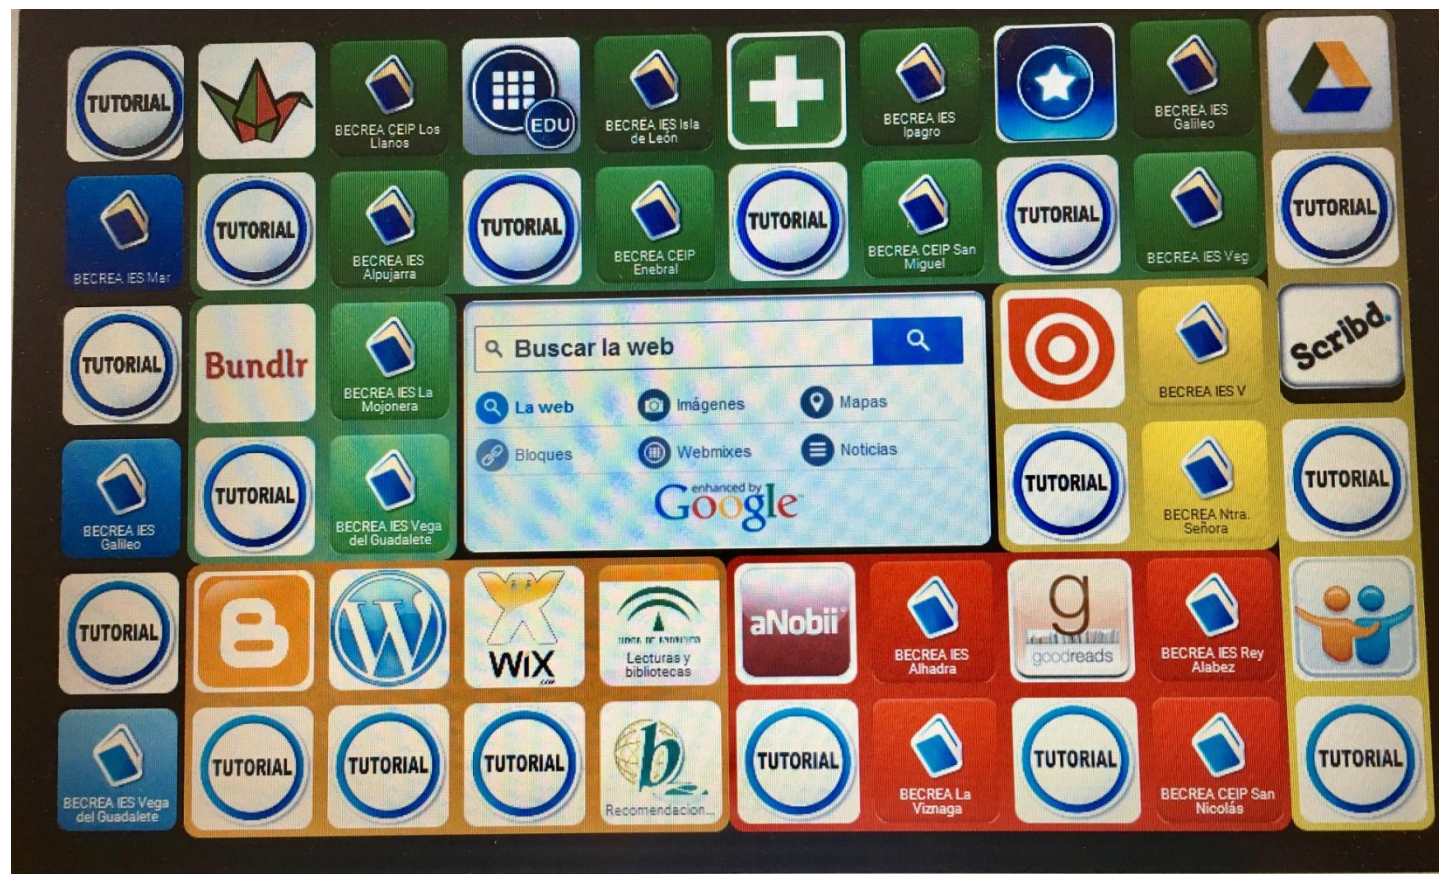 TUTORIAL
BECREA CEIP Los
Llanos
EDU
BECREA IES Isla
de León
BECREA IES
Ipagro
BECREA IES
Galileo
BECREA IES Mar
TUTORIAL
BECREA IES
Alpujarra
TUTORIAL
BECREA CEIP
Enebral
TUTORIAL
BECREA CEIP San
Miguel
TUTORIAL
BECREA IES Veg
TUTORIAL
TUTORIAL
Bundlr
BECREA IES La
Mojonera
Buscar la web
La web
Imágenes
Mapas
Bloques
Webmixes
Noticias
enhanced by
Google
BECREA IES V
Scribd.
BECREA IES
Galileo
TUTORIAL
BECREA IES Vega
del Guadalete
TUTORIAL
BECREA Ntra.
Señora
TUTORIAL
TUTORIAL
B
W
WiX
.com
JUNTA DE ANDALUCIA
Lecturas y
bibliotecas
aNobii
BECREA IES
Alhadra
g
goodreads
BECREA IES Rey
Alabez
BECREA IES Vega
del Guadalete
TUTORIAL
TUTORIAL
TUTORIAL
b
Recomendacion...
TUTORIAL
BECREA La
Viznaga
TUTORIAL
BECREA CEIP San
Nicolás
TUTORIAL